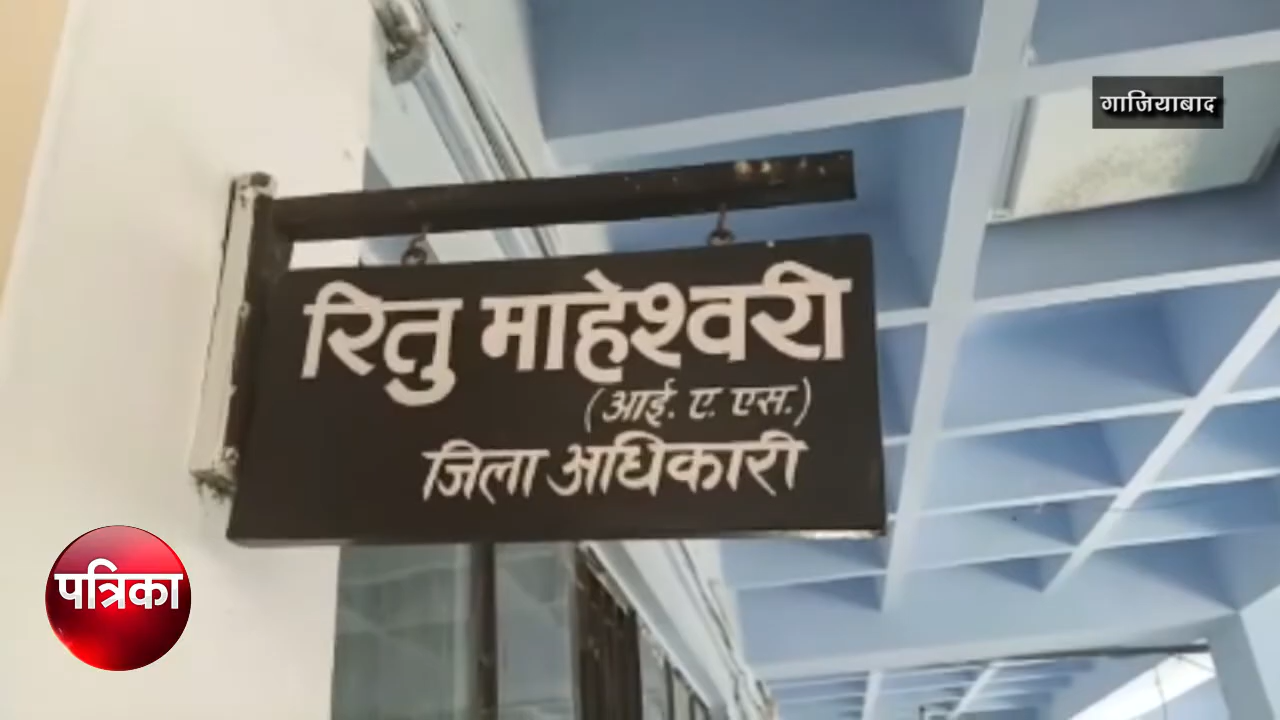 गाजियाबाद
रितु माहेश्वरी
(आई. ए. एस.)
जिला अधिकारी
पत्रिका